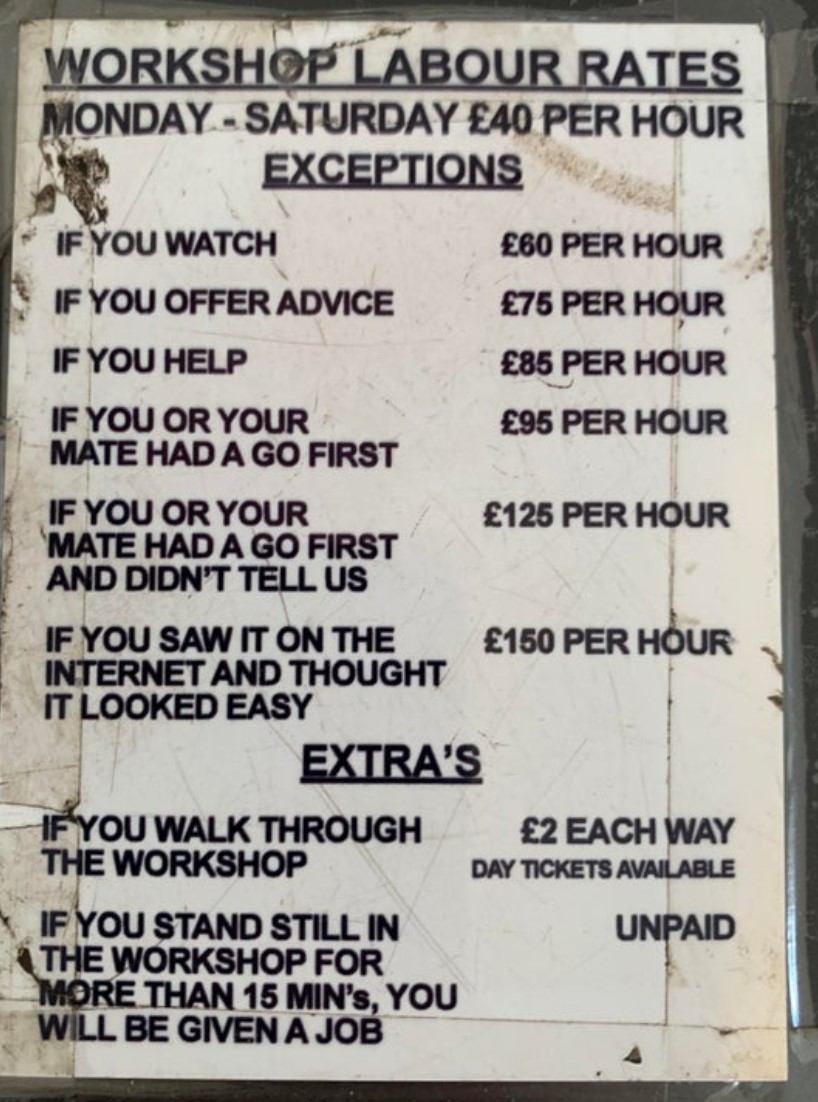 WORKSHOP LABOUR RATES
MONDAY - SATURDAY £40 PER HOUR
EXCEPTIONS
IF YOU WATCH £60 PER HOUR
IF YOU OFFER ADVICE £75 PER HOUR
IF YOU HELP £85 PER HOUR
IF YOU OR YOUR £95 PER HOUR
MATE HAD A GO FIRST
IF YOU OR YOUR £125 PER HOUR
MATE HAD A GO FIRST
AND DIDN'T TELL US
IF YOU SAW IT ON THE £150 PER HOUR
INTERNET AND THOUGHT
IT LOOKED EASY
EXTRA'S
IF YOU WALK THROUGH £2 EACH WAY
THE WORKSHOP DAY TICKETS AVAILABLE
IF YOU STAND STILL IN UNPAID
THE WORKSHOP FOR
MORE THAN 15 MIN's, YOU
WILL BE GIVEN A JOB